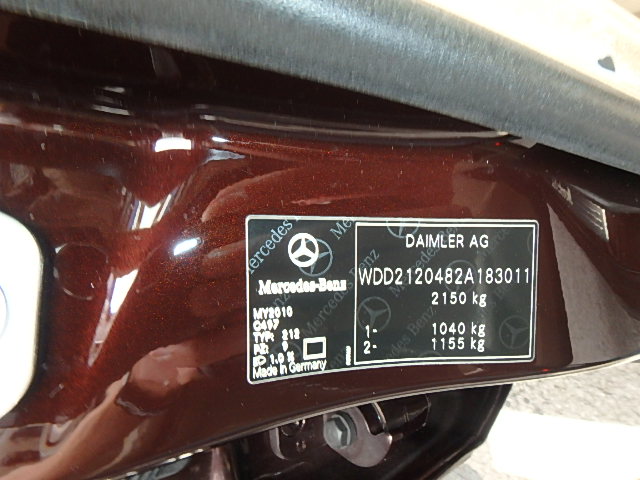 Mercedes-Benz
MY2010
C497
TYP: 212
Made in Germany
DAIMLER AG
WDD2120482A183011
2150 kg
1- 1040 kg
2- 1155 kg